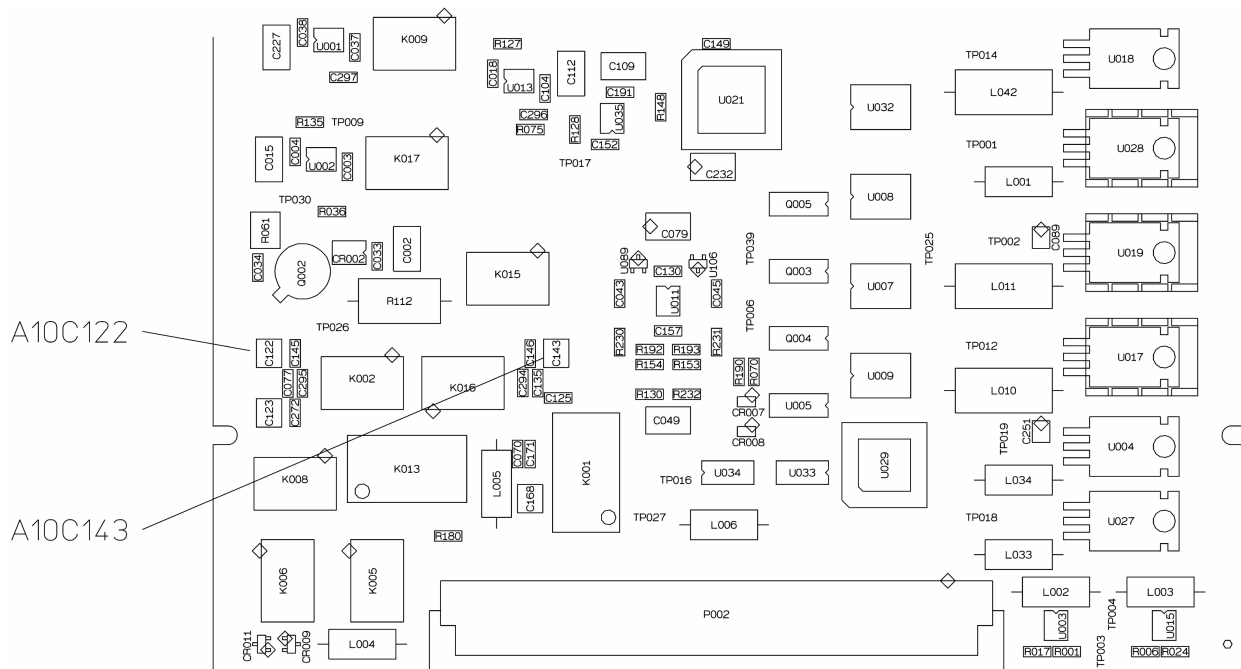 C038
C227
U001
C037
K009
C297
R127
C018
U013
C104
C112
C109
C191
C296
R075
R128
U035
C152
R148
C149
U021
U032
TP014
L042
U018
R135
TP009
C015
C004
U002
C003
K017
TP017
C232
TP001
L001
U028
TP030
R036
R061
C034
Q002
CR002
C033
C002
R112
K015
C079
U089
C130
U106
U011
C043
C045
C157
Q005
U008
TP039
Q003
U007
TP025
TP002
C089
U019
L011
TP006
A10C122
TP026
C122
C145
C077
C295
C123
C272
K002
K016
C146
C143
C294
C135
C125
R230
R192
R193
R154
R153
R231
R130
R232
C049
R190
R070
CR007
CR008
Q004
U009
U005
TP012
L010
U017
TP019
C251
U004
K008
K013
L005
C070
C171
C168
K001
TP016
U034
U033
U029
L034
TP027
L006
TP018
U027
L033
A10C143
R180
K006
K005
CR011
CR009
L004
P002
L002
U003
R017
R001
TP003
TP004
L003
U015
R006
R024